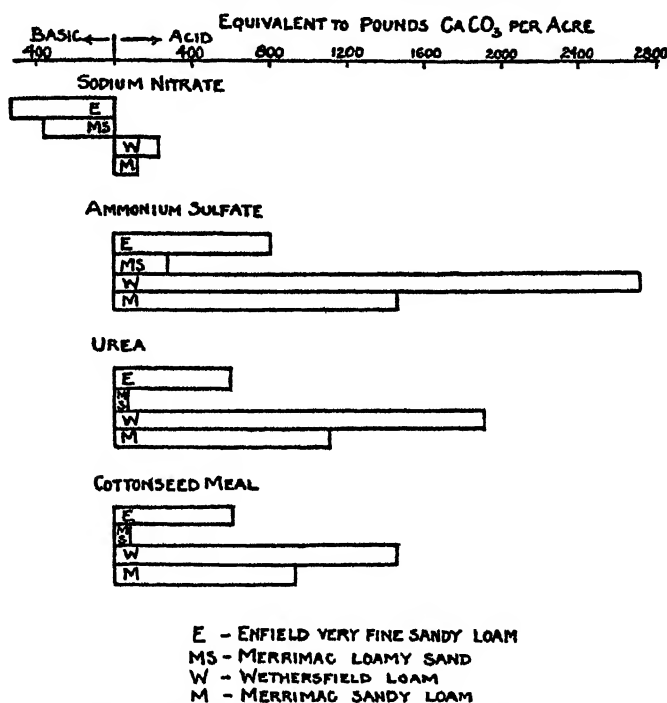 EQUIVALENT TO POUNDS CaCO3 PER ACRE
BASIC ACID
400 400 800 1200 1600 2000 2400 2800
SODIUM NITRATE
E
MS
W
M
AMMONIUM SULFATE
E
MS
W
M
UREA
E
MS
W
M
COTTONSEED MEAL
E
MS
W
M
E - ENFIELD VERY FINE SANDY LOAM
MS - MERRIMAC LOAMY SAND
W - WETHERSFIELD LOAM
M - MERRIMAC SANDY LOAM